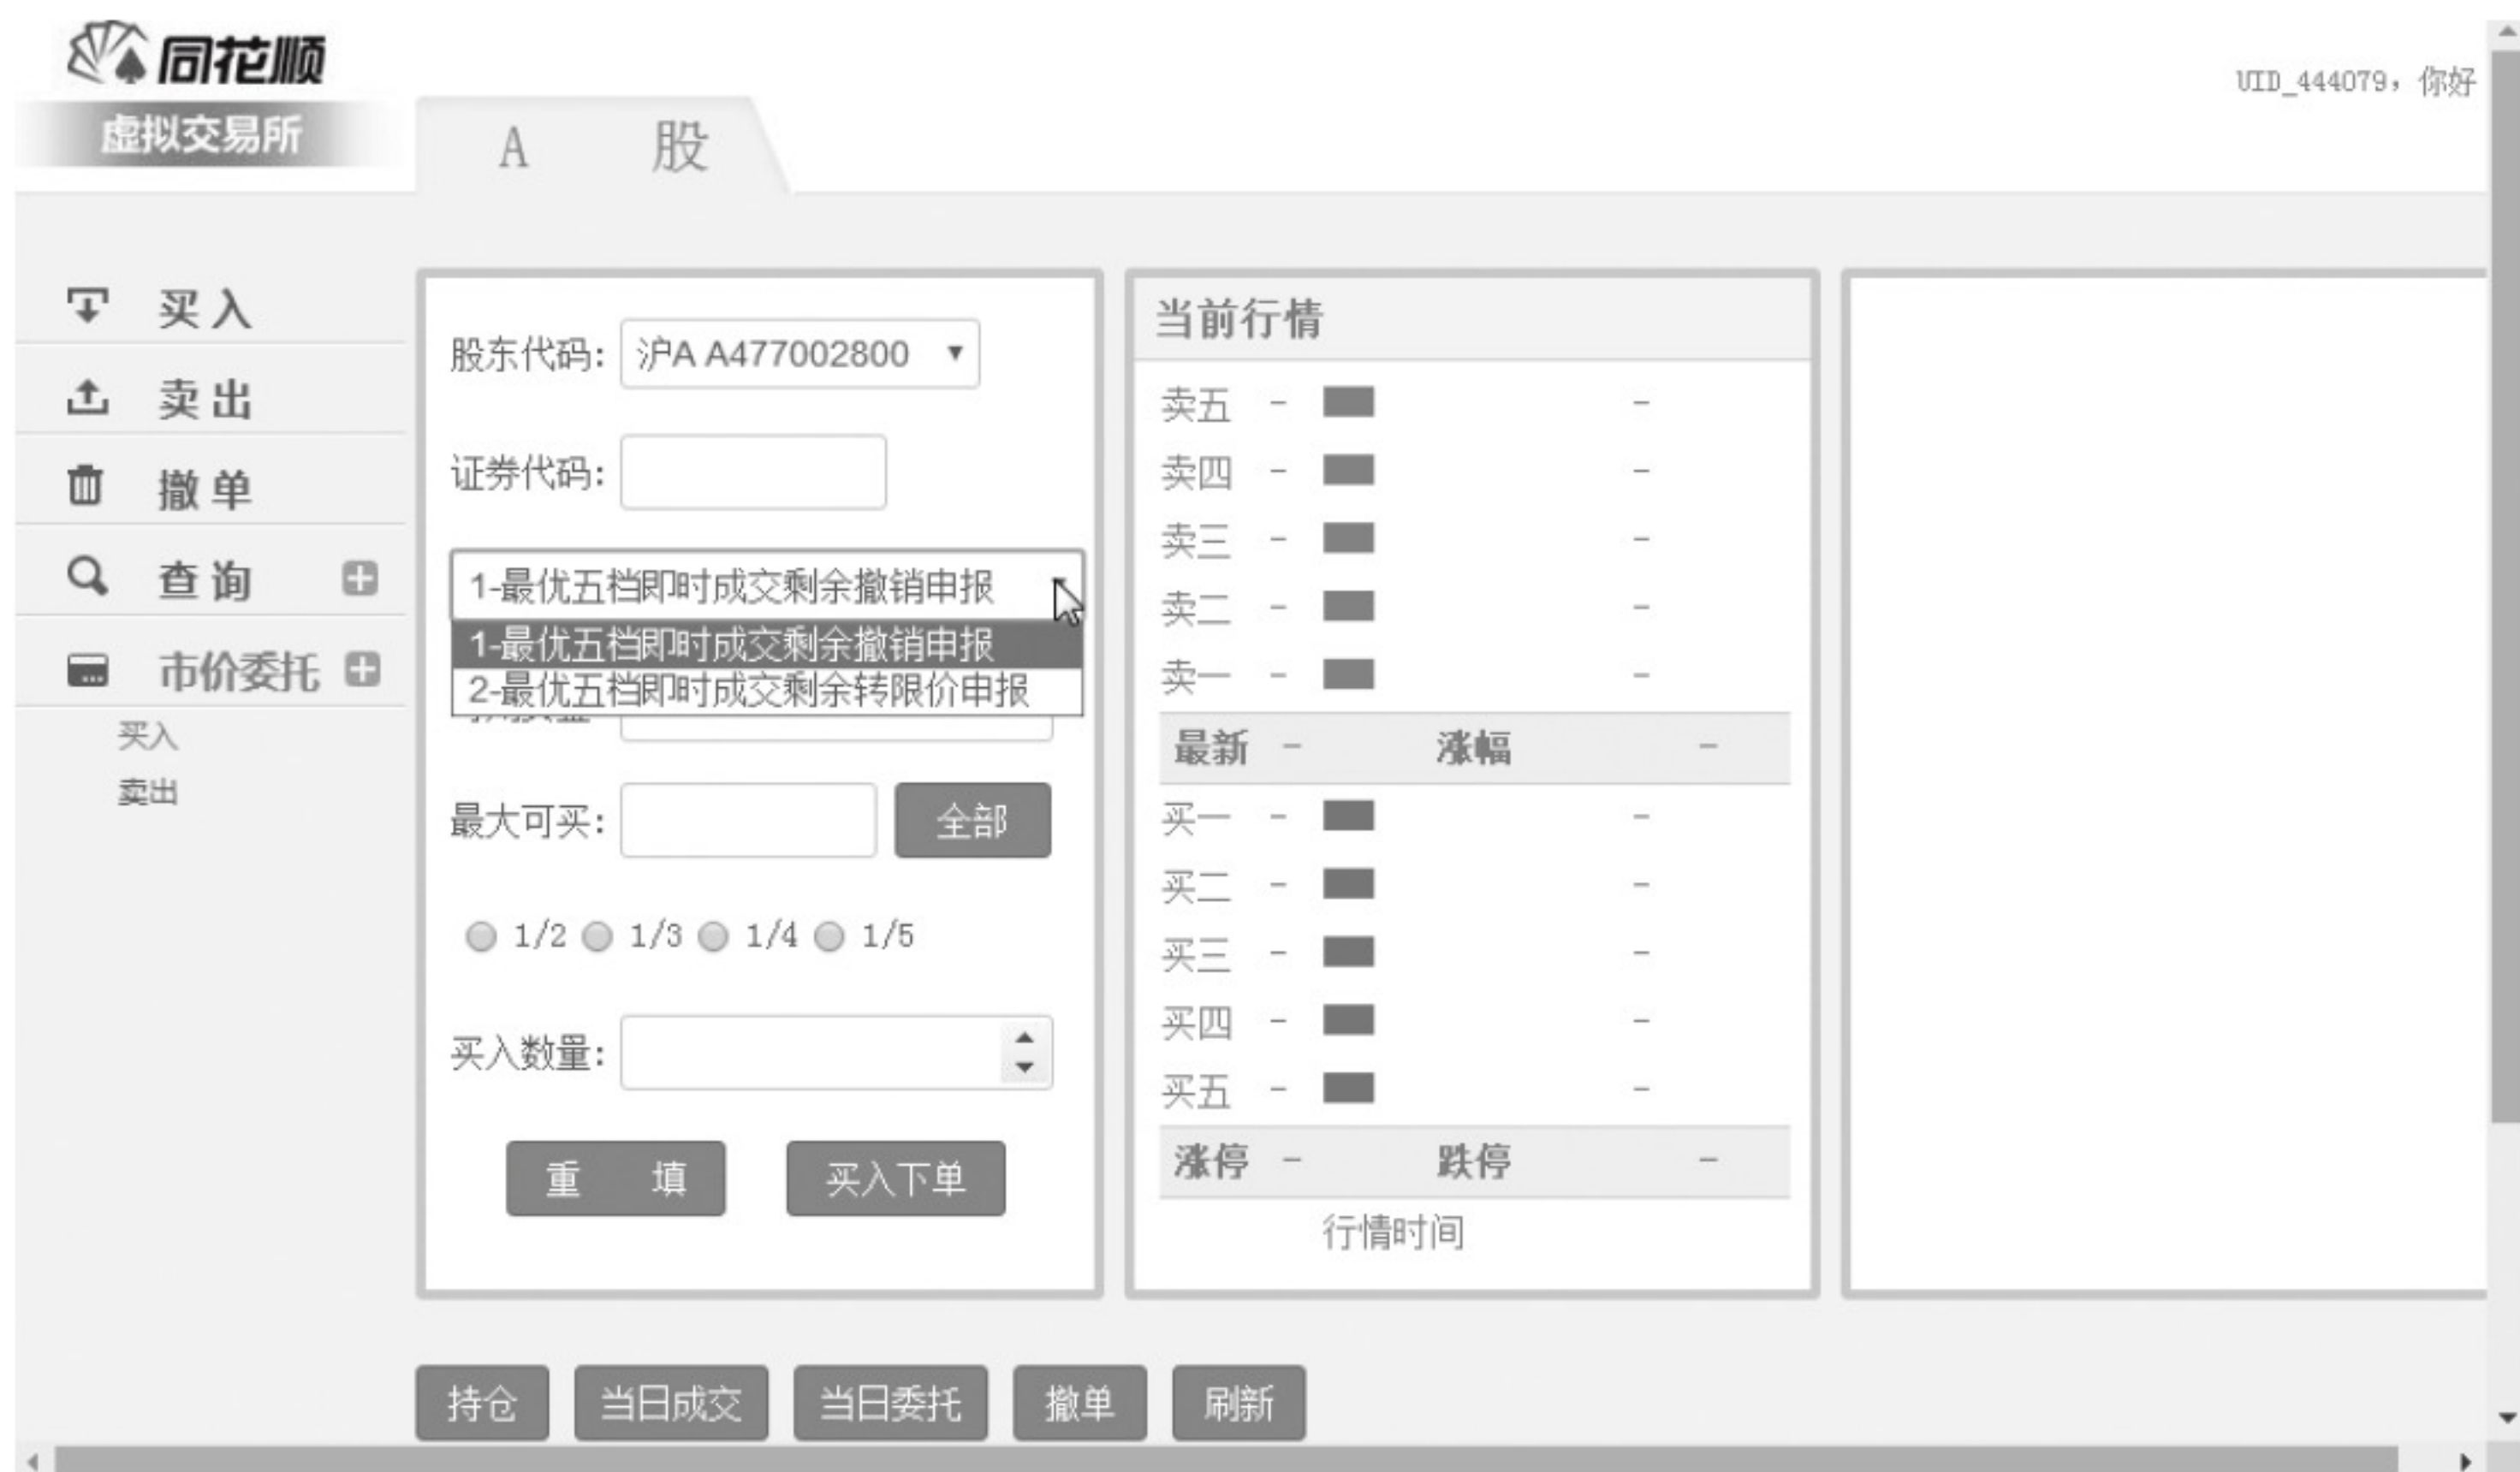 同花顺
虚拟交易所
UID_444079，你好
A 股
买入
卖出
撤单
查询
市价委托
买入
卖出
股东代码：沪A A477002800
证券代码：
1-最优五档即时成交剩余撤销申报
1-最优五档即时成交剩余撤销申报
2-最优五档即时成交剩余转限价申报
最大可买：
全部
1/2 1/3 1/4 1/5
买入数量：
重 填 买入下单
当前行情
卖五 - -
卖四 - -
卖三 - -
卖二 - -
卖一 - -
最新 - 涨幅 -
买一 - -
买二 - -
买三 - -
买四 - -
买五 - -
涨停 - 跌停 -
行情时间
持仓 当日成交 当日委托 撤单 刷新